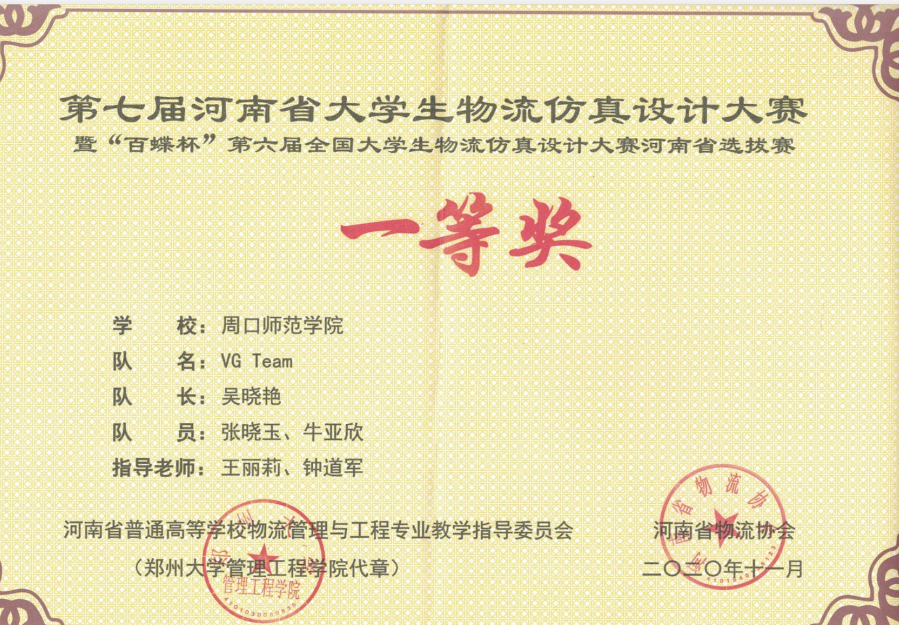 第七届河南省大学生物流仿真设计大赛
暨“百蝶杯”第六届全国大学生物流仿真设计大赛河南省选拔赛
一等奖
学 校：周口师范学院
队 名：VG Team
队 长：吴晓艳
队 员：张晓玉、牛亚欣
指导老师：王丽莉、钟道军
河南省普通高等学校物流管理与工程专业教学指导委员会
（郑州大学管理工程学院代章）
管理工程学院
河南省物流协会
二〇二〇年十一月